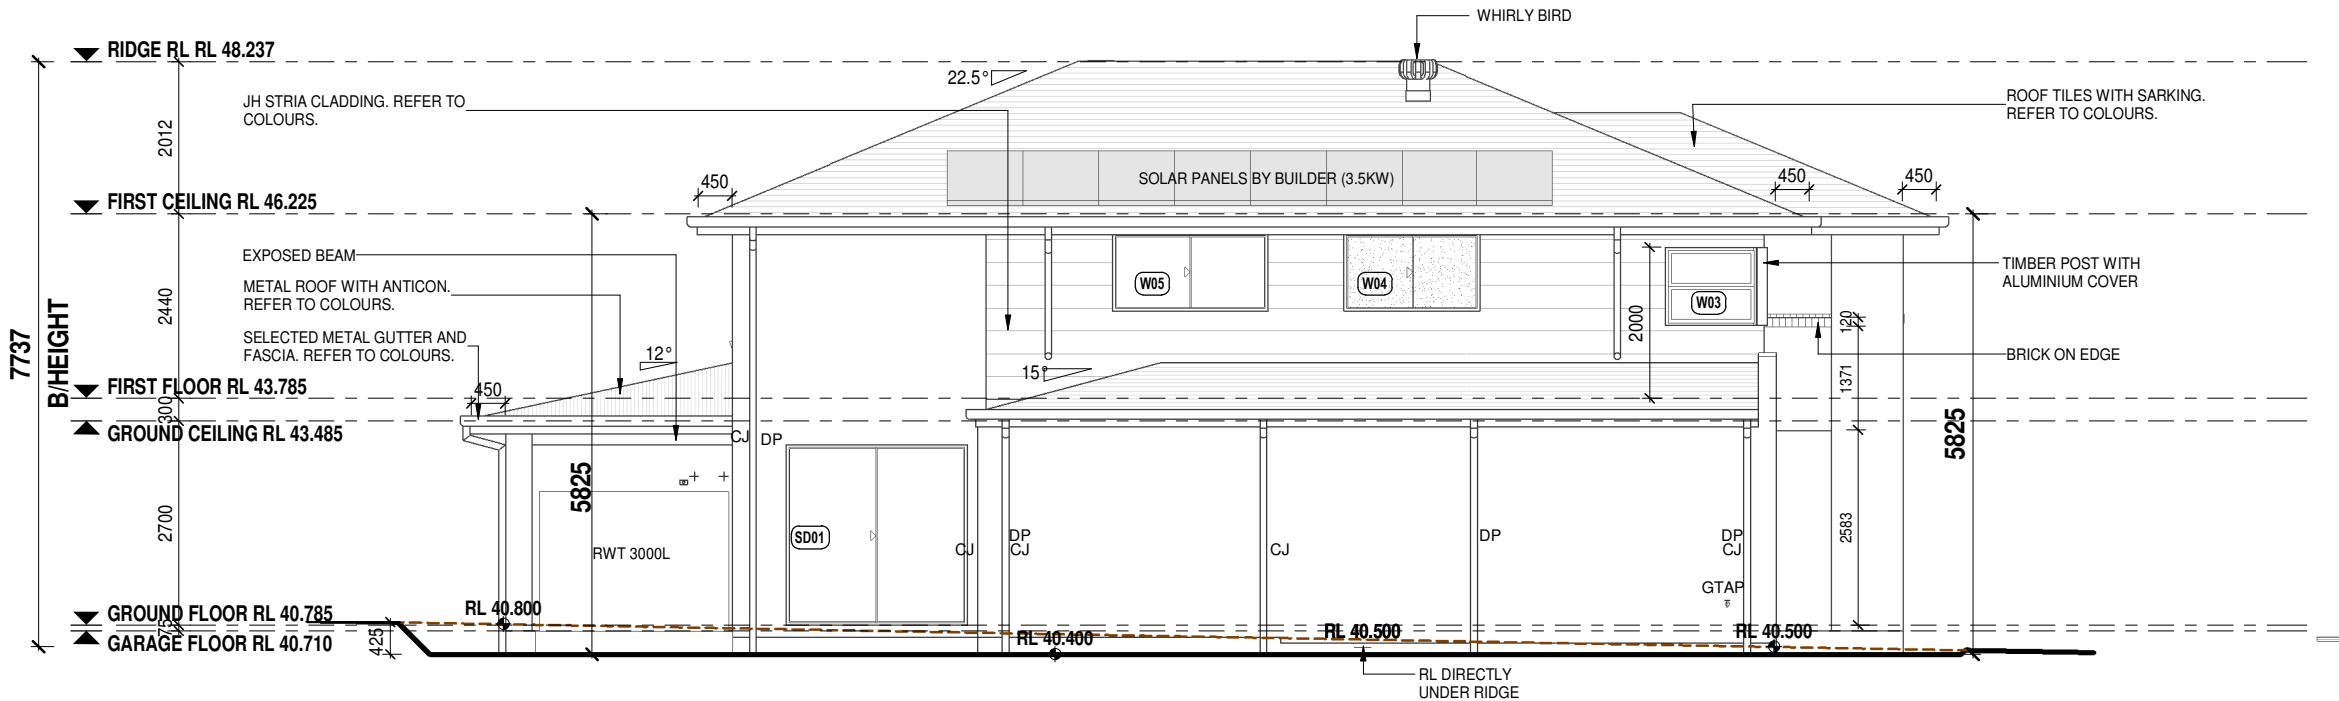 WHIRLY BIRD
RIDGE RL RL 48.237
22.5°
JH STRIA CLADDING. REFER TO
COLOURS.
ROOF TILES WITH SARKING.
REFER TO COLOURS.
2012
SOLAR PANELS BY BUILDER (3.5KW)
450
450
450
FIRST CEILING RL 46.225
EXPOSED BEAM
METAL ROOF WITH ANTICON.
REFER TO COLOURS.
SELECTED METAL GUTTER AND
FASCIA. REFER TO COLOURS.
TIMBER POST WITH
ALUMINIUM COVER
W05
W04
W03
2440
7737
B/HEIGHT
2000
120
BRICK ON EDGE
12°
15°
1371
FIRST FLOOR RL 43.785
450
300
GROUND CEILING RL 43.485
CJ
DP
5825
5825
2700
SD01
RWT 3000L
CJ
DP
CJ
CJ
DP
DP
CJ
2583
GTAP
GROUND FLOOR RL 40.785
75
GARAGE FLOOR RL 40.710
425
RL 40.800
RL 40.400
RL 40.500
RL 40.500
RL DIRECTLY
UNDER RIDGE